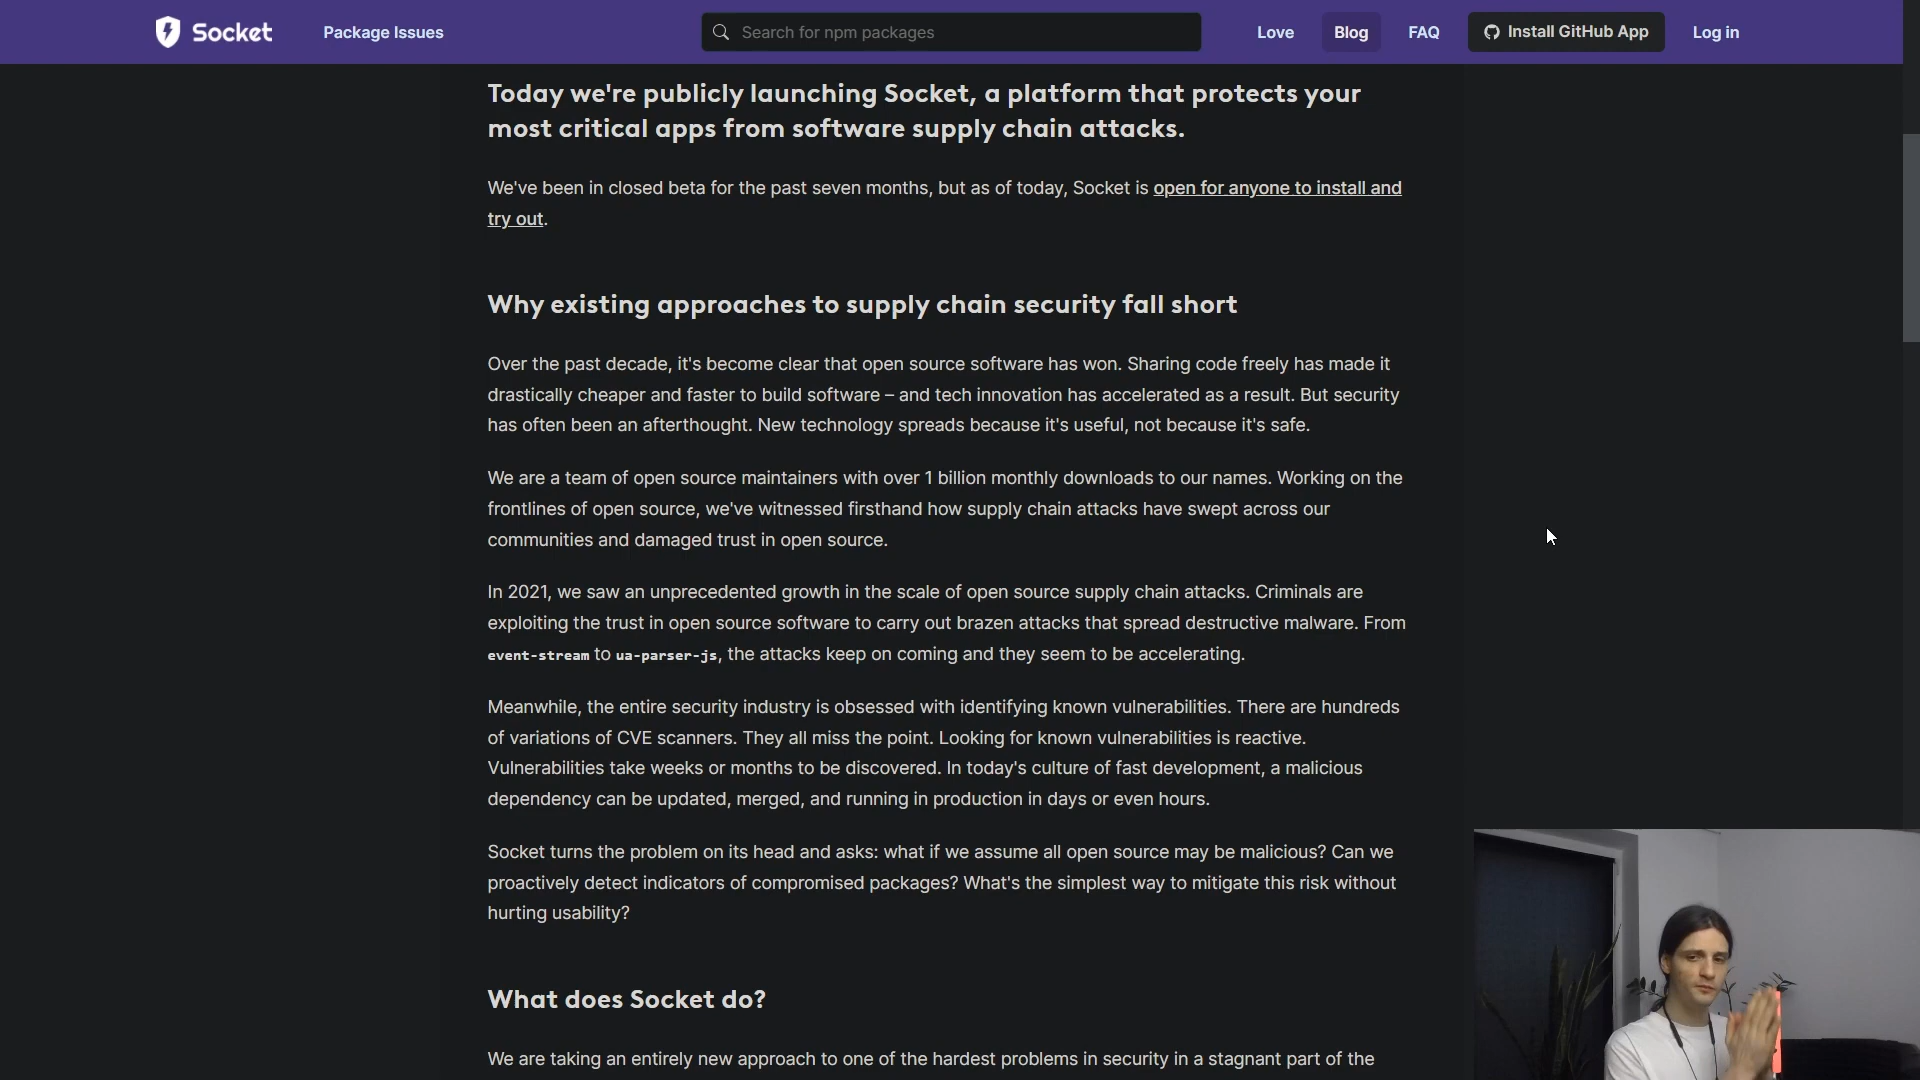 Socket
Package Issues
Search for npm packages
Love
Blog
FAQ
Install GitHub App
Log in
Today we're publicly launching Socket, a platform that protects your
most critical apps from software supply chain attacks.
We've been in closed beta for the past seven months, but as of today, Socket is open for anyone to install and
try out.
Why existing approaches to supply chain security fall short
Over the past decade, it's become clear that open source software has won. Sharing code freely has made it
drastically cheaper and faster to build software – and tech innovation has accelerated as a result. But security
has often been an afterthought. New technology spreads because it's useful, not because it's safe.
We are a team of open source maintainers with over 1 billion monthly downloads to our names. Working on the
frontlines of open source, we've witnessed firsthand how supply chain attacks have swept across our
communities and damaged trust in open source.
In 2021, we saw an unprecedented growth in the scale of open source supply chain attacks. Criminals are
exploiting the trust in open source software to carry out brazen attacks that spread destructive malware. From
event-stream to ua-parser-js, the attacks keep on coming and they seem to be accelerating.
Meanwhile, the entire security industry is obsessed with identifying known vulnerabilities. There are hundreds
of variations of CVE scanners. They all miss the point. Looking for known vulnerabilities is reactive.
Vulnerabilities take weeks or months to be discovered. In today's culture of fast development, a malicious
dependency can be updated, merged, and running in production in days or even hours.
Socket turns the problem on its head and asks: what if we assume all open source may be malicious? Can we
proactively detect indicators of compromised packages? What's the simplest way to mitigate this risk without
hurting usability?
What does Socket do?
We are taking an entirely new approach to one of the hardest problems in security in a stagnant part of the